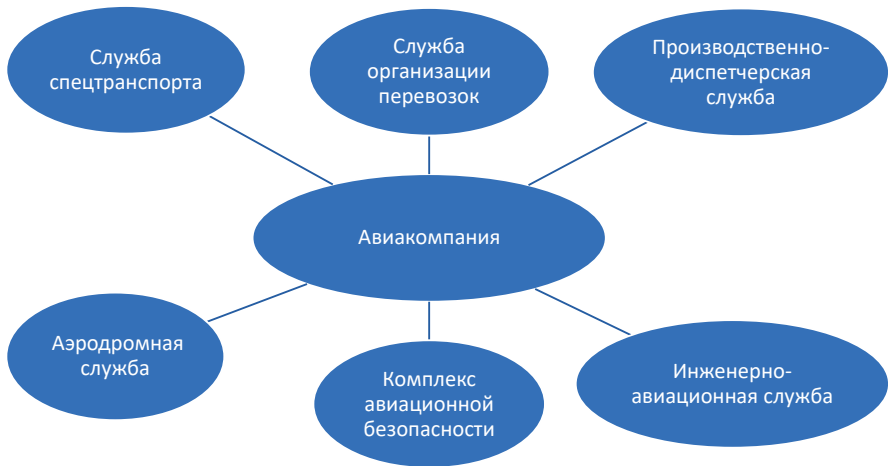 Служба
спецтранспорта
Служба
организации
перевозок
Производственно-
диспетчерская
служба
Авиакомпания
Аэродромная
служба
Комплекс
авиационной
безопасности
Инженерно-
авиационная служба